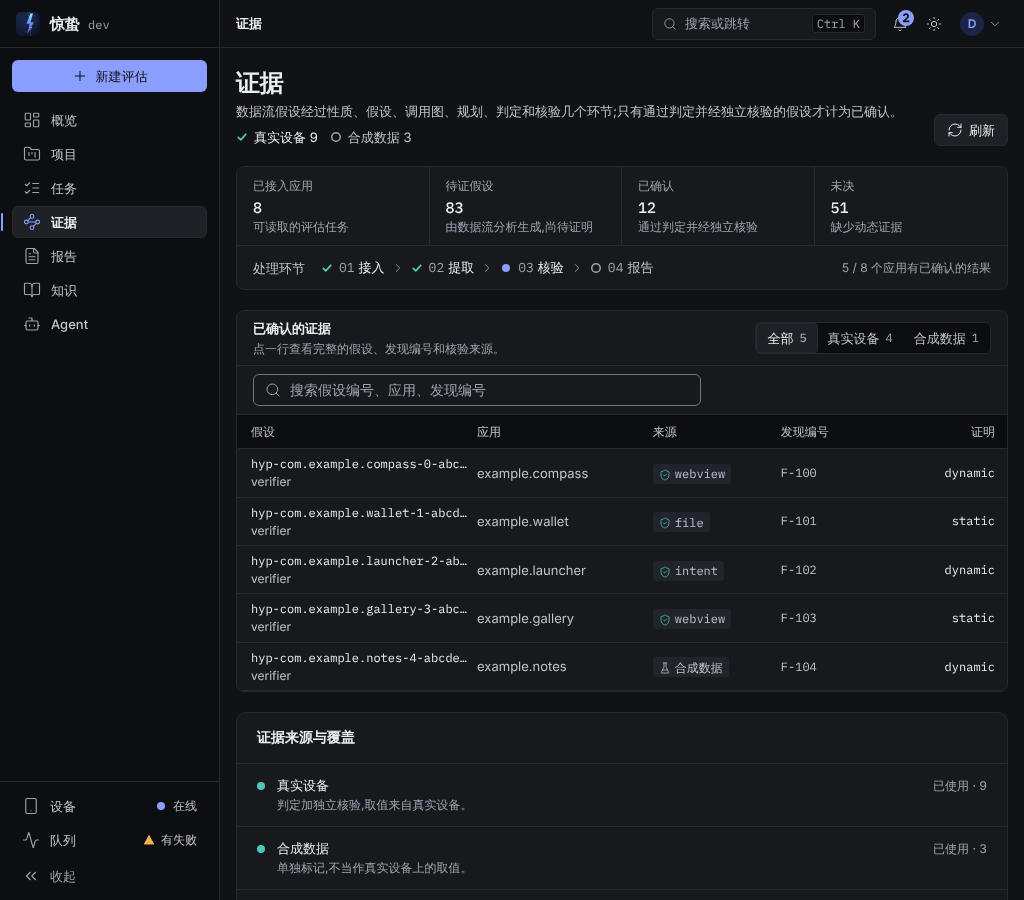 惊蛰 dev
证据
搜索或跳转 Ctrl K
2
D
新建评估
概览
项目
任务
证据
报告
知识
Agent
设备 在线
队列 有失败
收起
证据
数据流假设经过性质、假设、调用图、规划、判定和核验几个环节;只有通过判定并经独立核验的假设才计为已确认。
真实设备 9 合成数据 3
刷新
已接入应用
8
可读取的评估任务
待证假设
83
由数据流分析生成,尚待证明
已确认
12
通过判定并经独立核验
未决
51
缺少动态证据
处理环节 01 接入 02 提取 03 核验 04 报告 5 / 8 个应用有已确认的结果
已确认的证据
点一行查看完整的假设、发现编号和核验来源。
全部 5 真实设备 4 合成数据 1
搜索假设编号、应用、发现编号
假设 应用 来源 发现编号 证明
hyp-com.example.compass-0-abc…
verifier
example.compass webview F-100 dynamic
hyp-com.example.wallet-1-abcd…
verifier
example.wallet file F-101 static
hyp-com.example.launcher-2-ab…
verifier
example.launcher intent F-102 dynamic
hyp-com.example.gallery-3-abc…
verifier
example.gallery webview F-103 static
hyp-com.example.notes-4-abcde…
verifier
example.notes 合成数据 F-104 dynamic
证据来源与覆盖
真实设备 已使用 · 9
判定加独立核验,取值来自真实设备。
合成数据 已使用 · 3
单独标记,不当作真实设备上的取值。